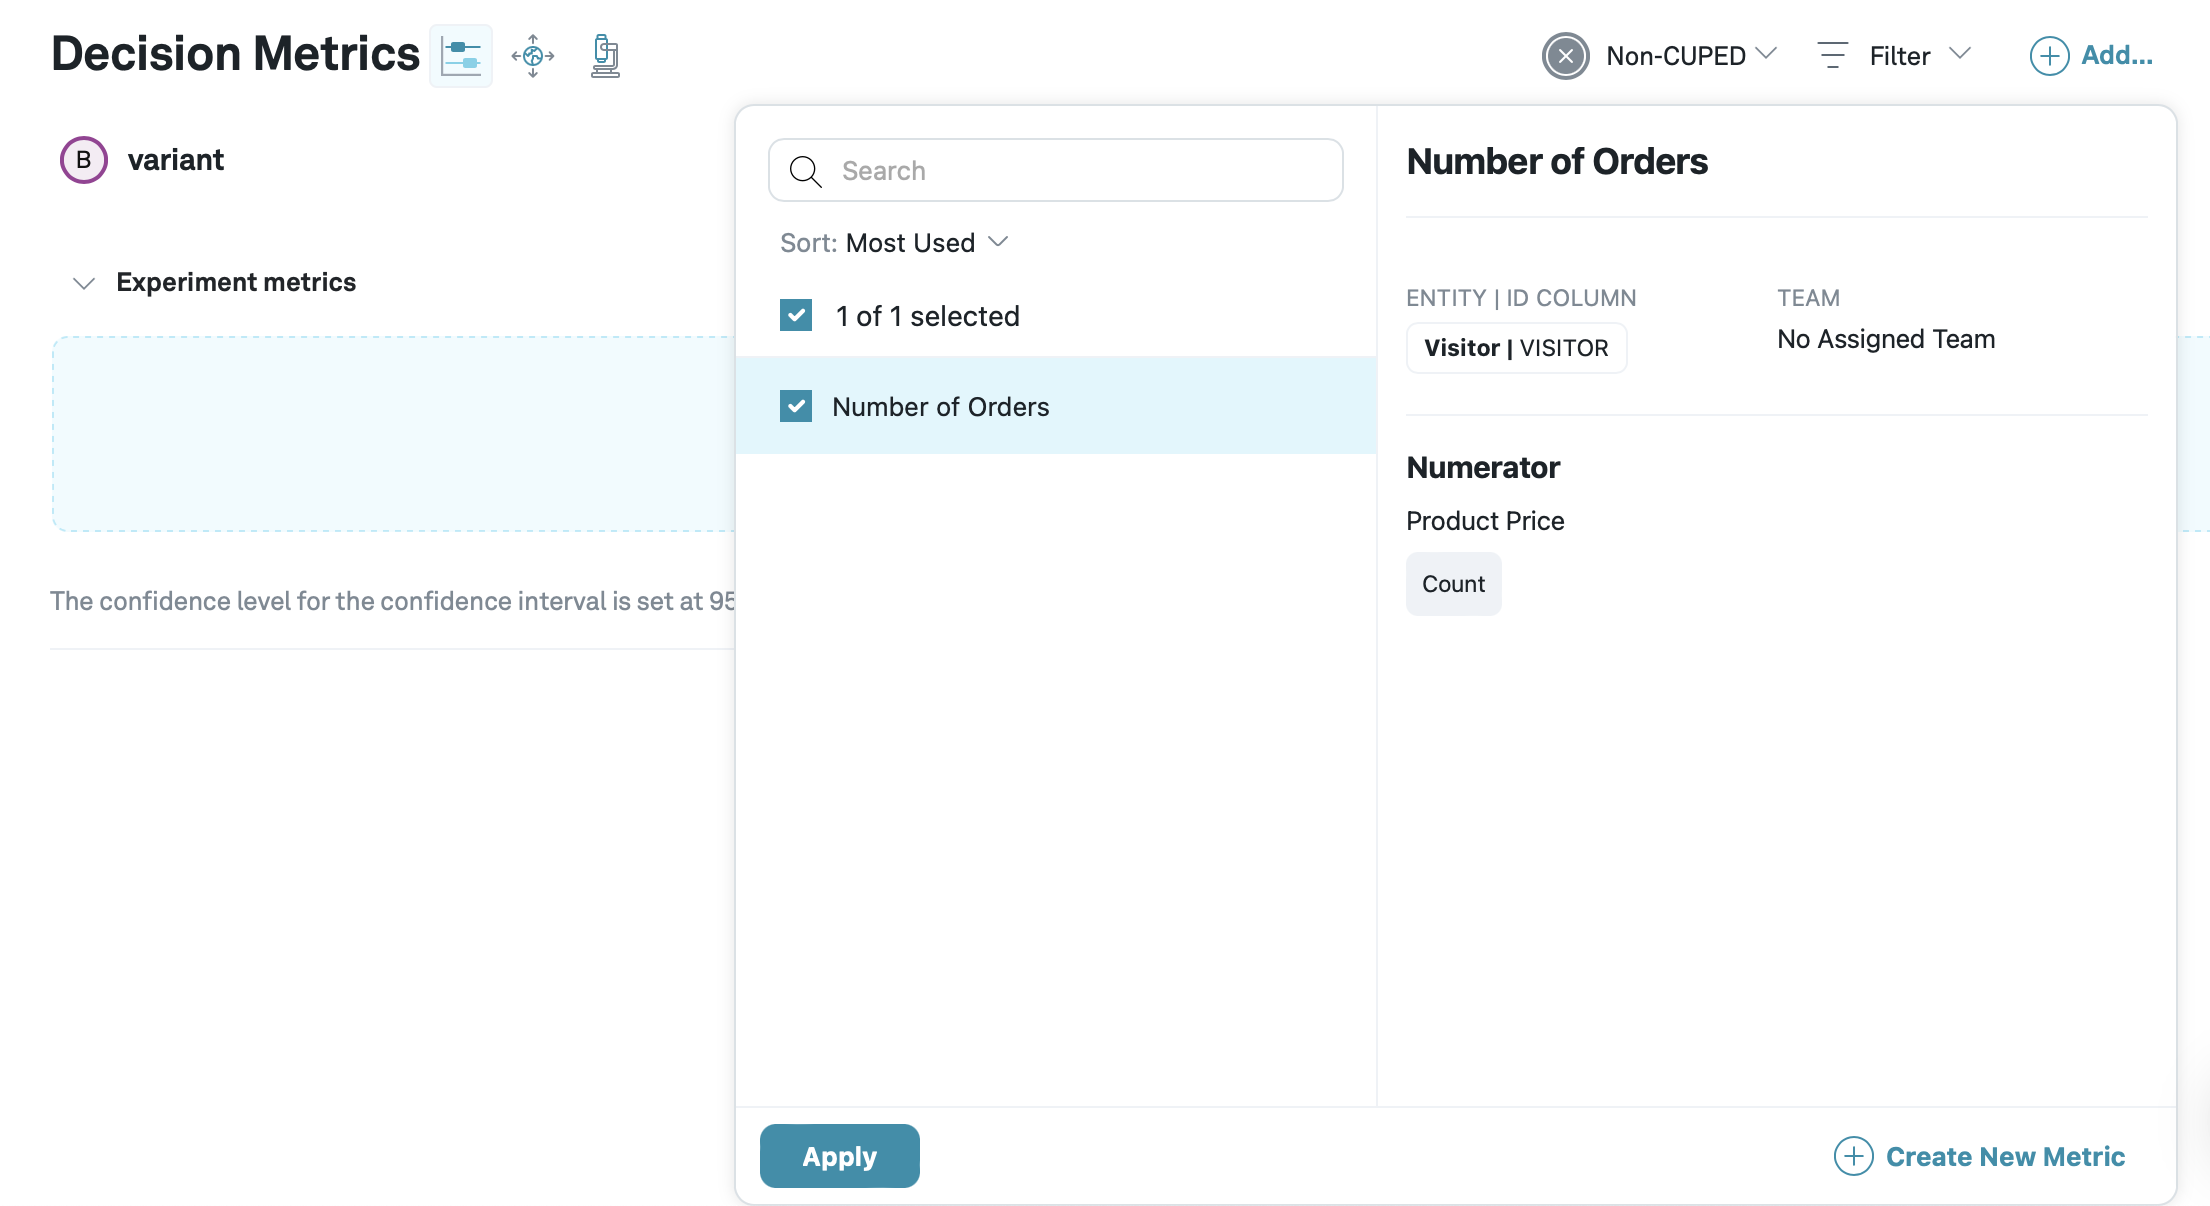 Decision Metrics
Non-CUPED
Filter
Add...
B variant
Experiment metrics
The confidence level for the confidence interval is set at 95
Search
Sort: Most Used
1 of 1 selected
Number of Orders
Number of Orders
ENTITY | ID COLUMN
Visitor | VISITOR
TEAM
No Assigned Team
Numerator
Product Price
Count
Apply
Create New Metric